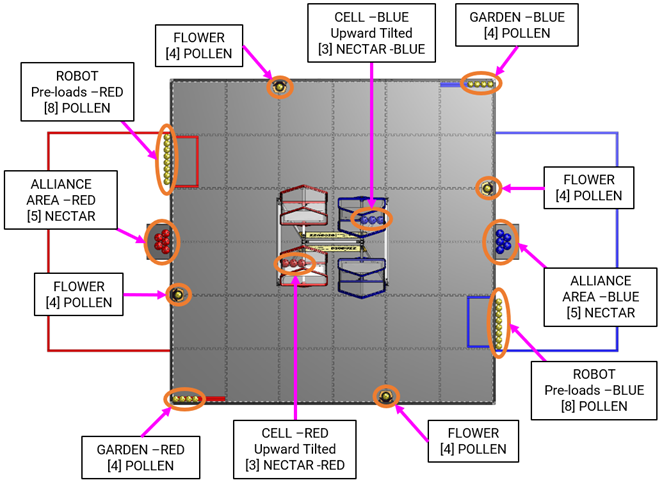 FLOWER
[4] POLLEN
CELL –BLUE
Upward Tilted
[3] NECTAR -BLUE
GARDEN –BLUE
[4] POLLEN
ROBOT
Pre-loads –RED
[8] POLLEN
ALLIANCE
AREA –RED
[5] NECTAR
FLOWER
[4] POLLEN
FLOWER
[4] POLLEN
ALLIANCE
AREA –BLUE
[5] NECTAR
ROBOT
Pre-loads –BLUE
[8] POLLEN
GARDEN –RED
[4] POLLEN
CELL –RED
Upward Tilted
[3] NECTAR -RED
FLOWER
[4] POLLEN